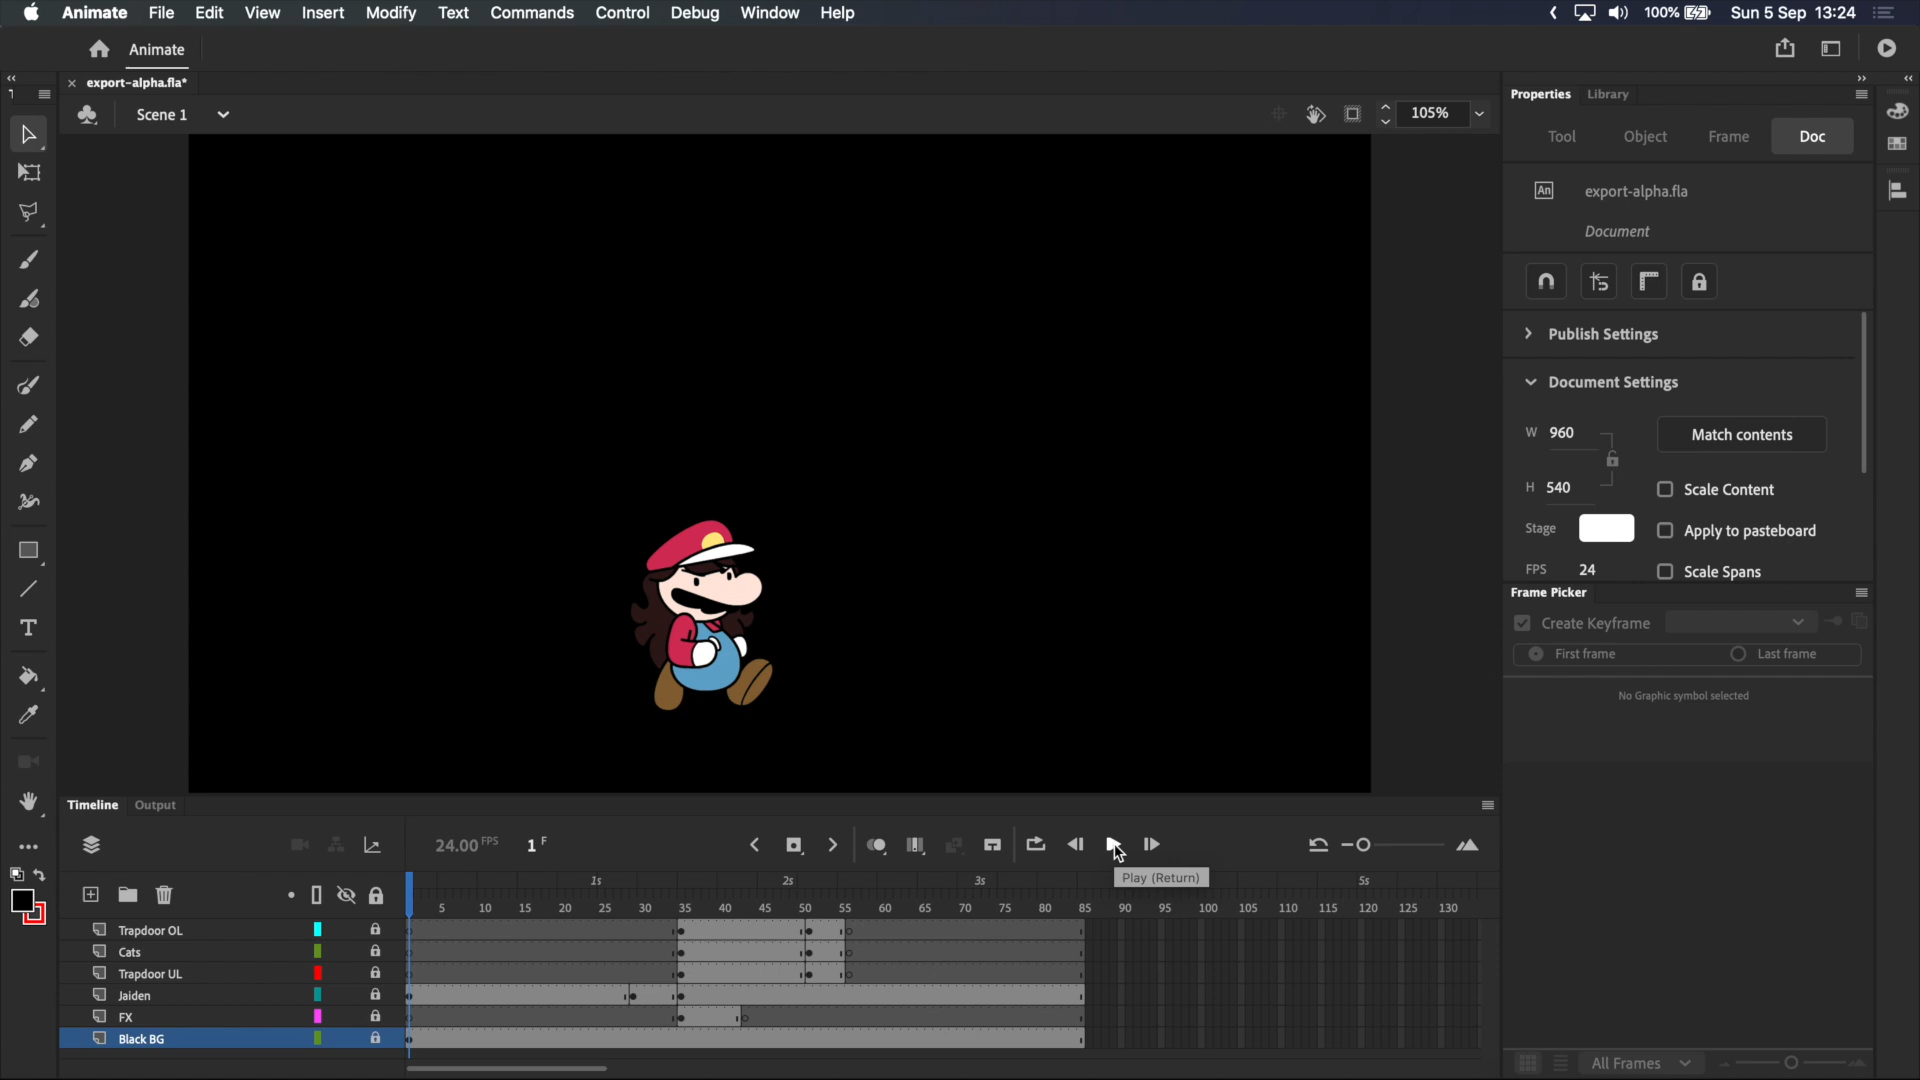 Animate File Edit View Insert Modify Text Commands Control Debug Window Help 100% Sun 5 Sep 13:24
Animate
export-alpha.fla*
Scene 1 105%
Properties Library
Tool Object Frame Doc
An export-alpha.fla
Document
Publish Settings
Document Settings
W 960 Match contents
H 540 Scale Content
Stage Apply to pasteboard
FPS 24 Scale Spans
Frame Picker
Create Keyframe
First frame Last frame
No Graphic symbol selected
Timeline Output
24.00 FPS 1 F
Play (Return)
1s 2s 3s 5s
5 10 15 20 25 30 35 40 45 50 55 60 65 70 75 80 85 90 95 100 105 110 115 120 125 130
Trapdoor OL
Cats
Trapdoor UL
Jaiden
FX
Black BG
All Frames